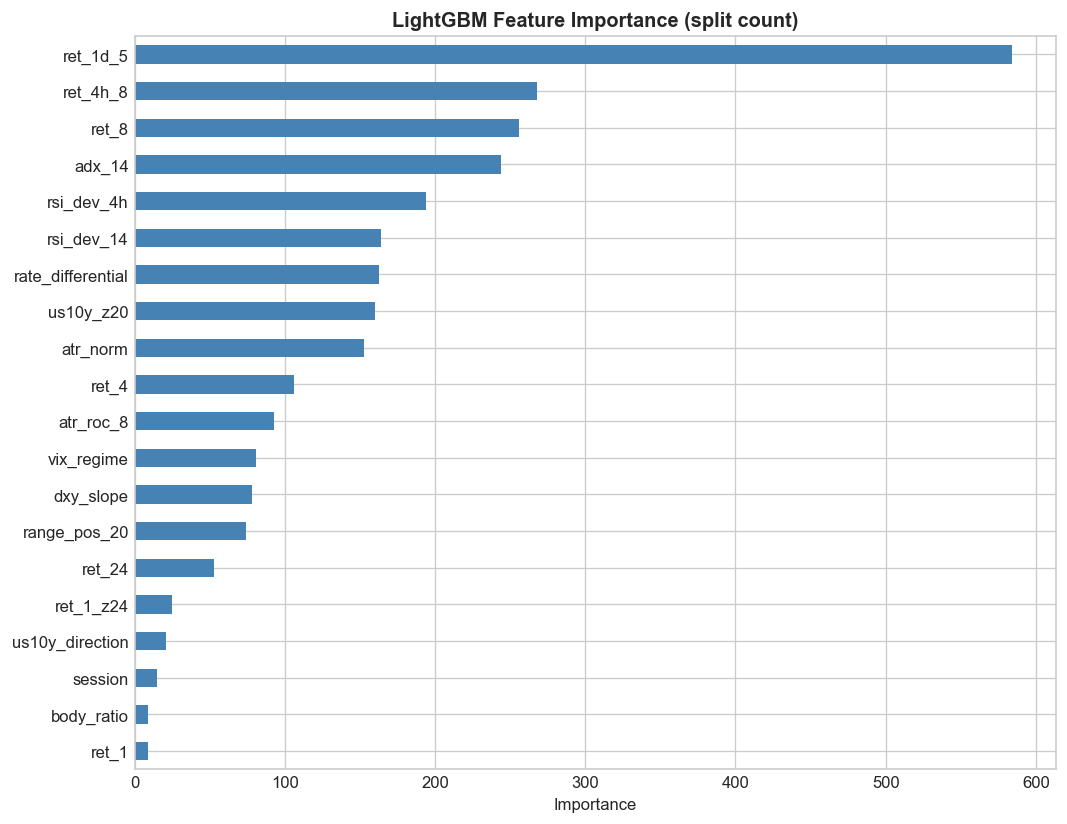 LightGBM Feature Importance (split count)
ret_1d_5
ret_4h_8
ret_8
adx_14
rsi_dev_4h
rsi_dev_14
rate_differential
us10y_z20
atr_norm
ret_4
atr_roc_8
vix_regime
dxy_slope
range_pos_20
ret_24
ret_1_z24
us10y_direction
session
body_ratio
ret_1
0 100 200 300 400 500 600
Importance